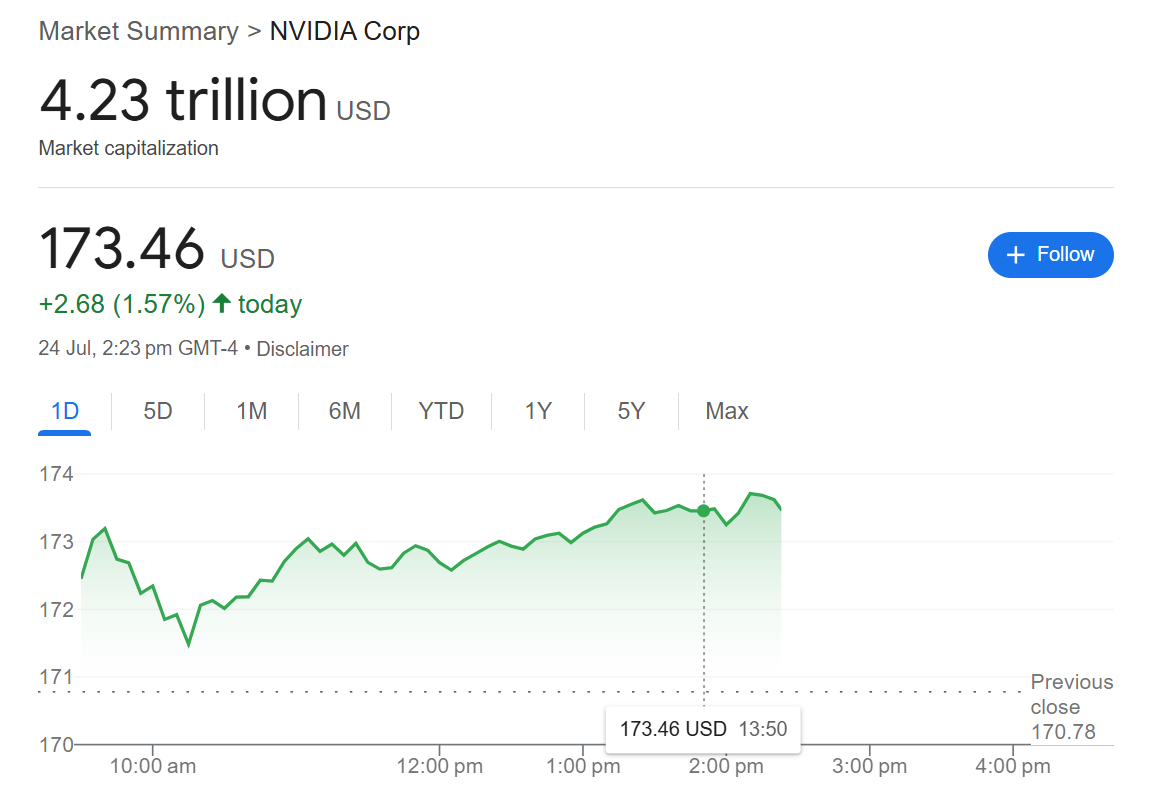 Market Summary > NVIDIA Corp
4.23 trillion USD
Market capitalization
173.46 USD
+ Follow
+2.68 (1.57%) ↑ today
24 Jul, 2:23 pm GMT-4 • Disclaimer
1D 5D 1M 6M YTD 1Y 5Y Max
174
173
172
171
170
Previous
close
170.78
173.46 USD 13:50
10:00 am 12:00 pm 1:00 pm 2:00 pm 3:00 pm 4:00 pm